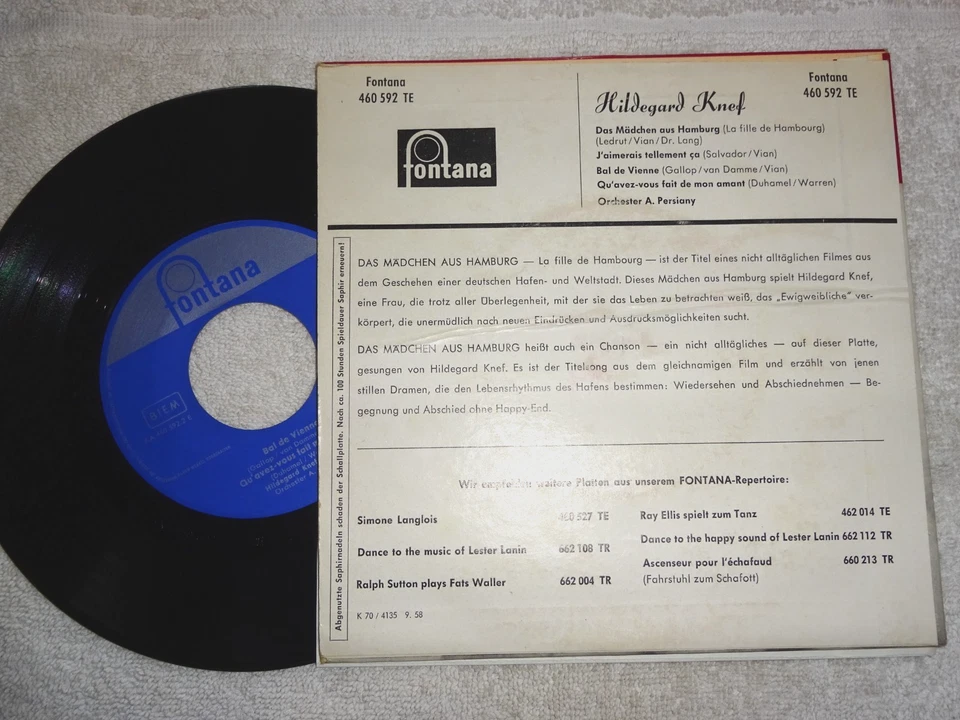 Fontana
460 592 TE
fontana
Fontana
460 592 TE
Hildegard Knef
Das Mädchen aus Hamburg (La fille de Hambourg)
(Ledrut / Vian / Dr. Lang)
J'aimerais tellement ça (Salvador / Vian)
Bal de Vienne (Gallop / van Damme / Vian)
Qu'avez-vous fait de mon amant (Duhamel / Warren)
Orchester A. Persiany
DAS MÄDCHEN AUS HAMBURG — La fille de Hambourg — ist der Titel eines nicht alltäglichen Filmes aus
dem Geschehen einer deutschen Hafen- und Weltstadt. Dieses Mädchen aus Hamburg spielt Hildegard Knef,
eine Frau, die trotz aller Überlegenheit, mit der sie das Leben zu betrachten weiß, das „Ewigweibliche" ver-
körpert, die unermüdlich nach neuen Eindrücken und Ausdrucksmöglichkeiten sucht.
DAS MÄDCHEN AUS HAMBURG heißt auch ein Chanson — ein nicht alltägliches — auf dieser Platte,
gesungen von Hildegard Knef. Es ist der Titelsong aus dem gleichnamigen Film und erzählt von jenen
stillen Dramen, die den Lebensrhythmus des Hafens bestimmen: Wiedersehen und Abschiednehmen — Be-
gegnung und Abschied ohne Happy-End.
Wir empfehlen weitere Platten aus unserem FONTANA-Repertoire:
Simone Langlois 460 527 TE
Dance to the music of Lester Lanin 662 108 TR
Ralph Sutton plays Fats Waller 662 004 TR
Ray Ellis spielt zum Tanz 462 014 TE
Dance to the happy sound of Lester Lanin 662 112 TR
Ascenseur pour l'échafaud 660 213 TR
(Fahrstuhl zum Schafott)
K 70 / 4135 9. 58
Abgenutzte Saphirnadeln schaden der Schallplatte. Nach ca. 100 Stunden Spieldauer Saphir erneuern!
fontana
BIEM
Bal de Vienne
Qu'avez-vous fait
Hildegard Knef
Orchester A.